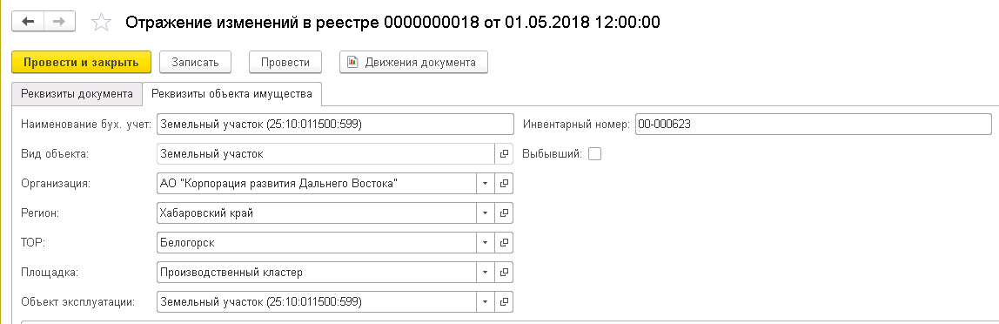 Отражение изменений в реестре 0000000018 от 01.05.2018 12:00:00
Провести и закрыть Записать Провести Движения документа
Реквизиты документа Реквизиты объекта имущества
Наименование бух. учет: Земельный участок (25:10:011500:599) Инвентарный номер: 00-000623
Вид объекта: Земельный участок Выбывший:
Организация: АО "Корпорация развития Дальнего Востока"
Регион: Хабаровский край
ТОР: Белогорск
Площадка: Производственный кластер
Объект эксплуатации: Земельный участок (25:10:011500:599)